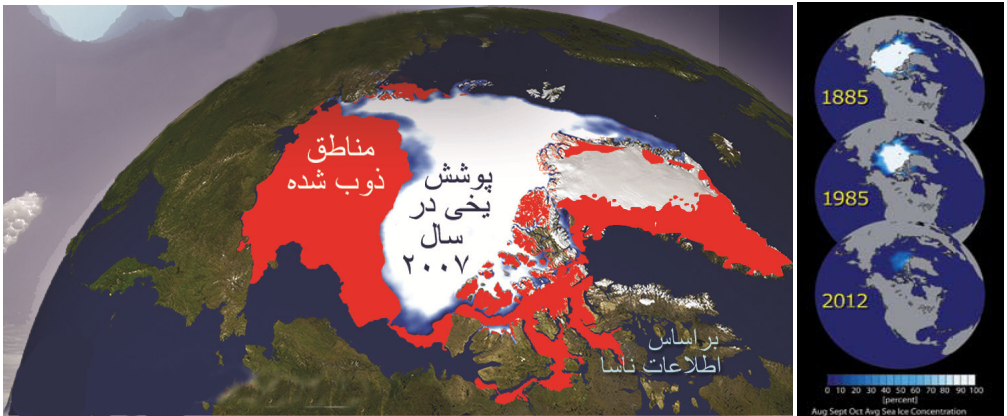 مناطق
ذوب شده
پوشش
یخی در
سال
۲۰۰۷
براساس
اطلاعات ناسا
1885
1985
2012
0 10 20 30 40 50 60 70 80 90 100
[percent]
Aug Sept Oct Avg Sea Ice Concentration